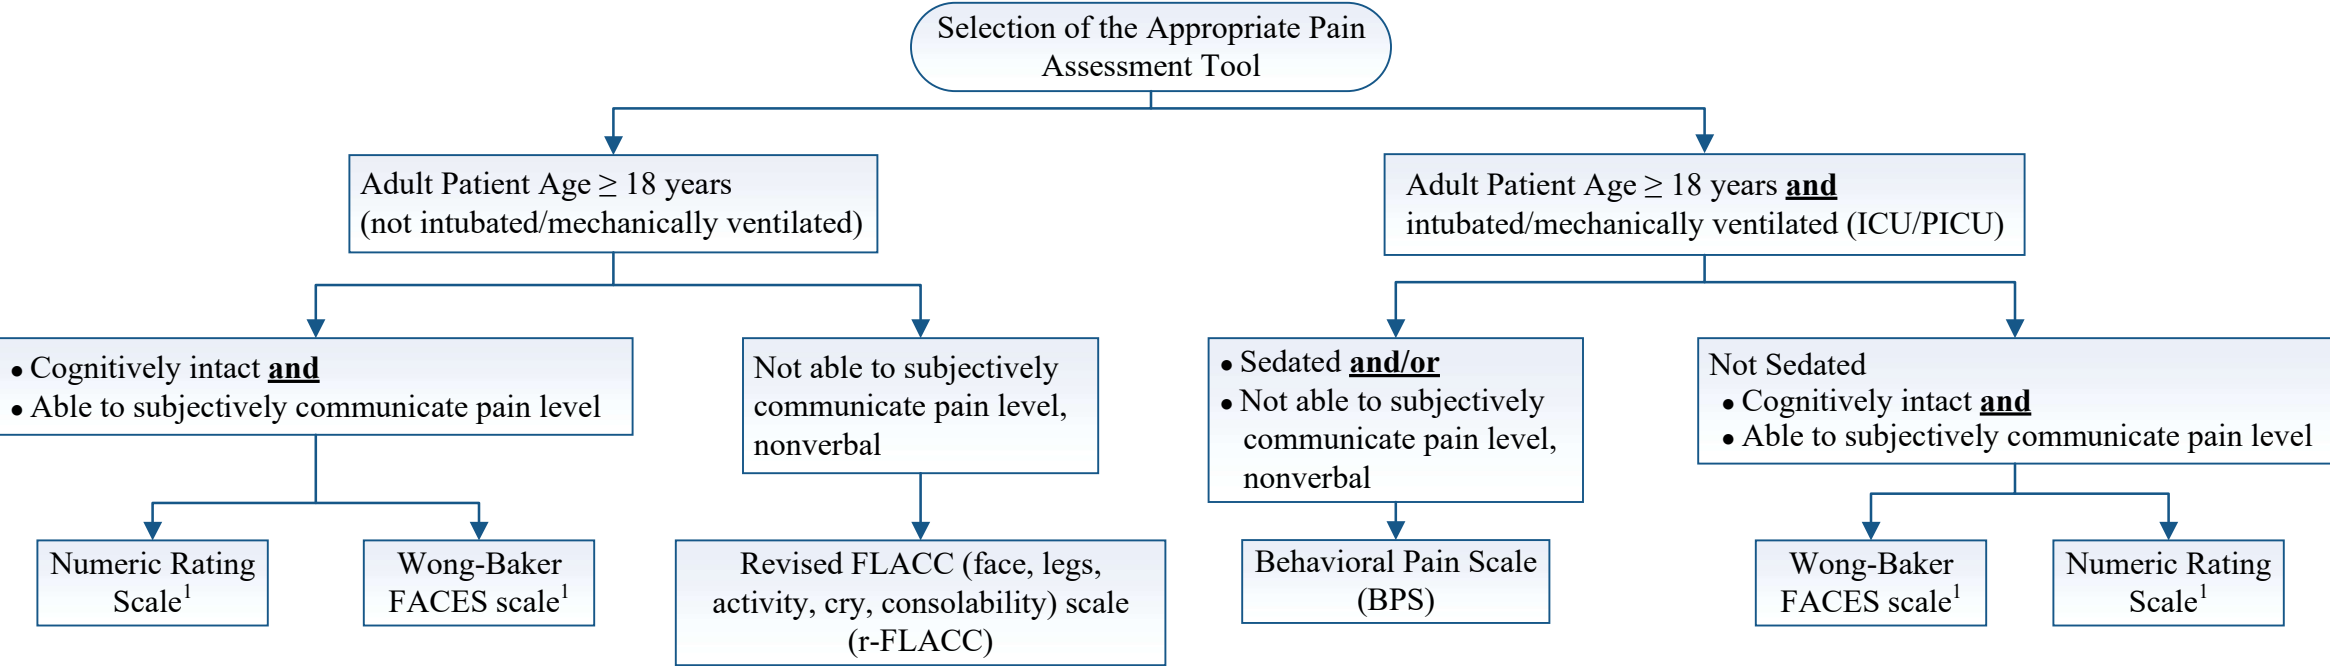 Selection of the Appropriate Pain
Assessment Tool
Adult Patient Age ≥ 18 years
(not intubated/mechanically ventilated)
Adult Patient Age ≥ 18 years and
intubated/mechanically ventilated (ICU/PICU)
• Cognitively intact and
• Able to subjectively communicate pain level
Not able to subjectively
communicate pain level,
nonverbal
• Sedated and/or
• Not able to subjectively
communicate pain level,
nonverbal
Not Sedated
• Cognitively intact and
• Able to subjectively communicate pain level
Numeric Rating
Scale¹
Wong-Baker
FACES scale¹
Revised FLACC (face, legs,
activity, cry, consolability) scale
(r-FLACC)
Behavioral Pain Scale
(BPS)
Wong-Baker
FACES scale¹
Numeric Rating
Scale¹